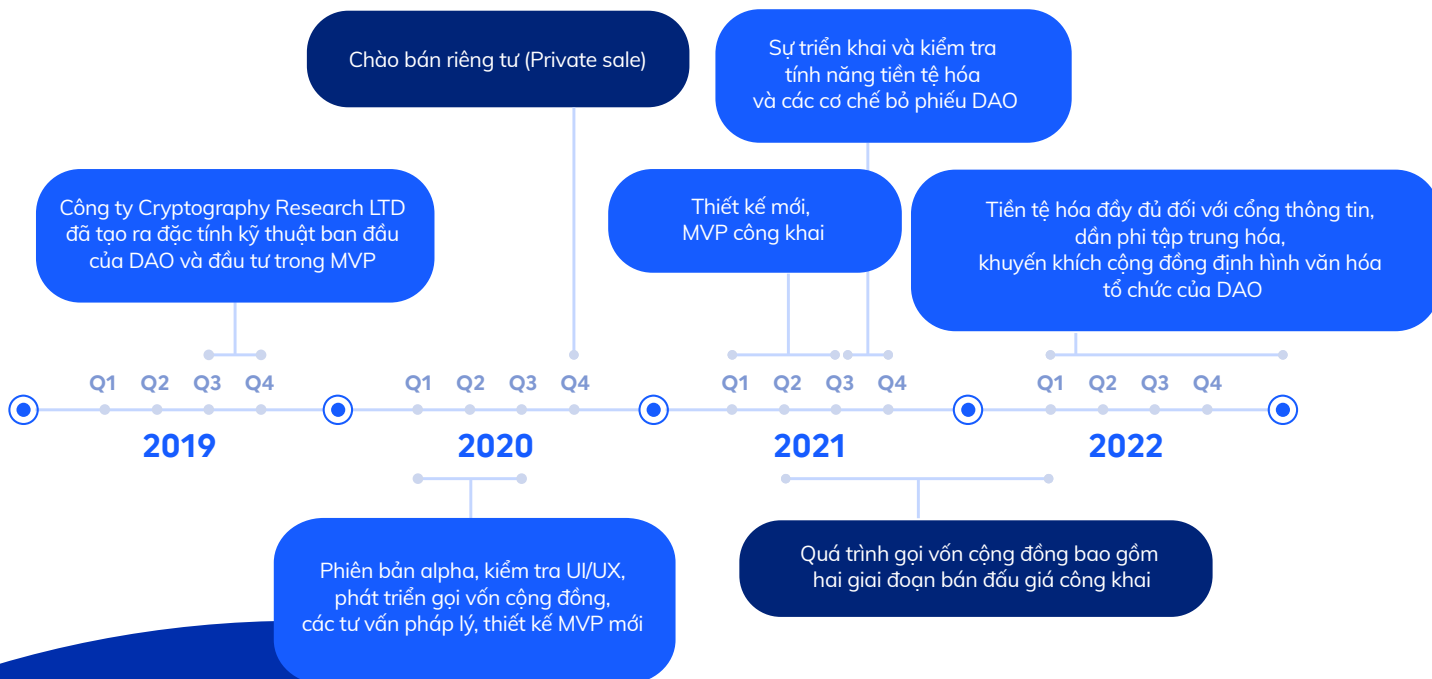 Chào bán riêng tư (Private sale)
Sự triển khai và kiểm tra
tính năng tiền tệ hóa
và các cơ chế bỏ phiếu DAO
Công ty Cryptography Research LTD
đã tạo ra đặc tính kỹ thuật ban đầu
của DAO và đầu tư trong MVP
Thiết kế mới,
MVP công khai
Tiền tệ hóa đầy đủ đối với cổng thông tin,
dần phi tập trung hóa,
khuyến khích cộng đồng định hình văn hóa
tổ chức của DAO
Q1 Q2 Q3 Q4
Q1 Q2 Q3 Q4
Q1 Q2 Q3 Q4
Q1 Q2 Q3 Q4
2019
2020
2021
2022
Phiên bản alpha, kiểm tra UI/UX,
phát triển gọi vốn cộng đồng,
các tư vấn pháp lý, thiết kế MVP mới
Quá trình gọi vốn cộng đồng bao gồm
hai giai đoạn bán đấu giá công khai